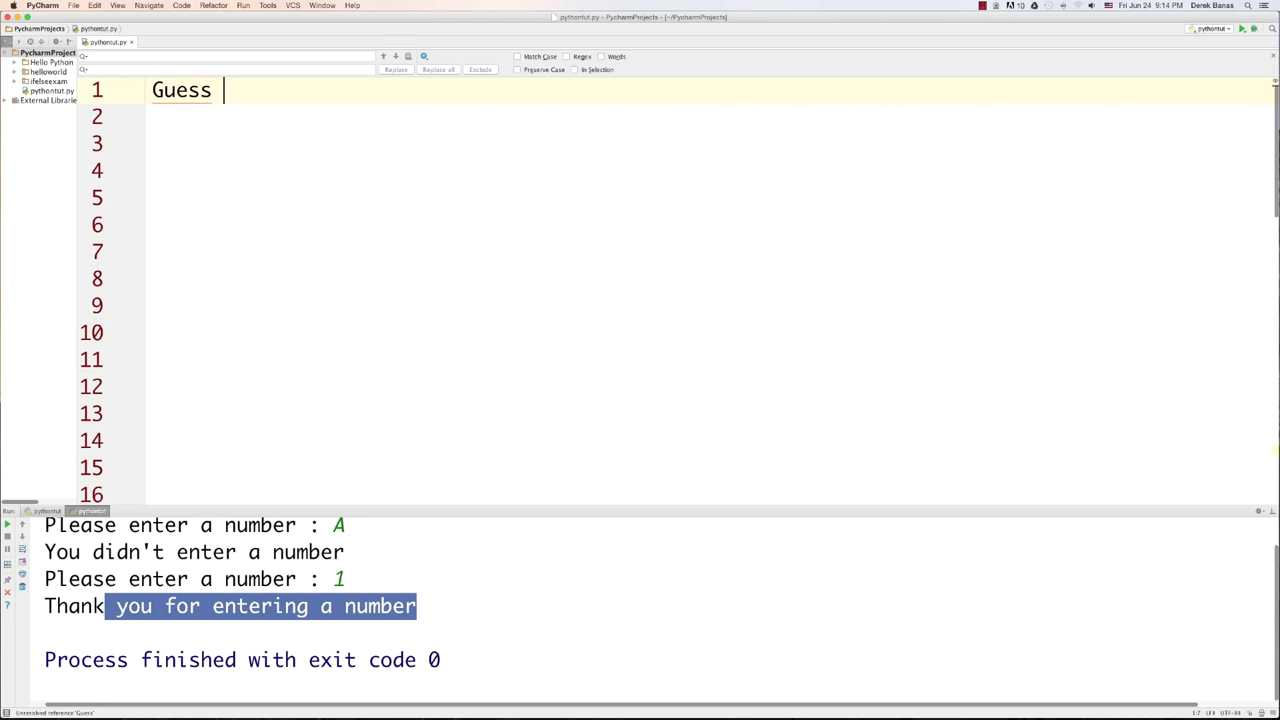 PyCharm File Edit View Navigate Code Refactor Run Tools VCS Window Help 10 Fri Jun 24 9:14 PM Derek Banas
pythontut.py - PycharmProjects - [~/PycharmProjects]
PycharmProjects pythontut.py pythontut
pythontut.py
PycharmProject
Match Case Regex Words
Hello Python
Replace Replace all Exclude Preserve Case In Selection
helloworld
ifelseexam
pythontut.py
External Librarie
1 Guess
2
3
4
5
6
7
8
9
10
11
12
13
14
15
16
Run: pythontut pythontut
Please enter a number : A
You didn't enter a number
Please enter a number : 1
Thank you for entering a number
Process finished with exit code 0
Unresolved reference 'Guess' 1:7 LF÷ UTF-8÷